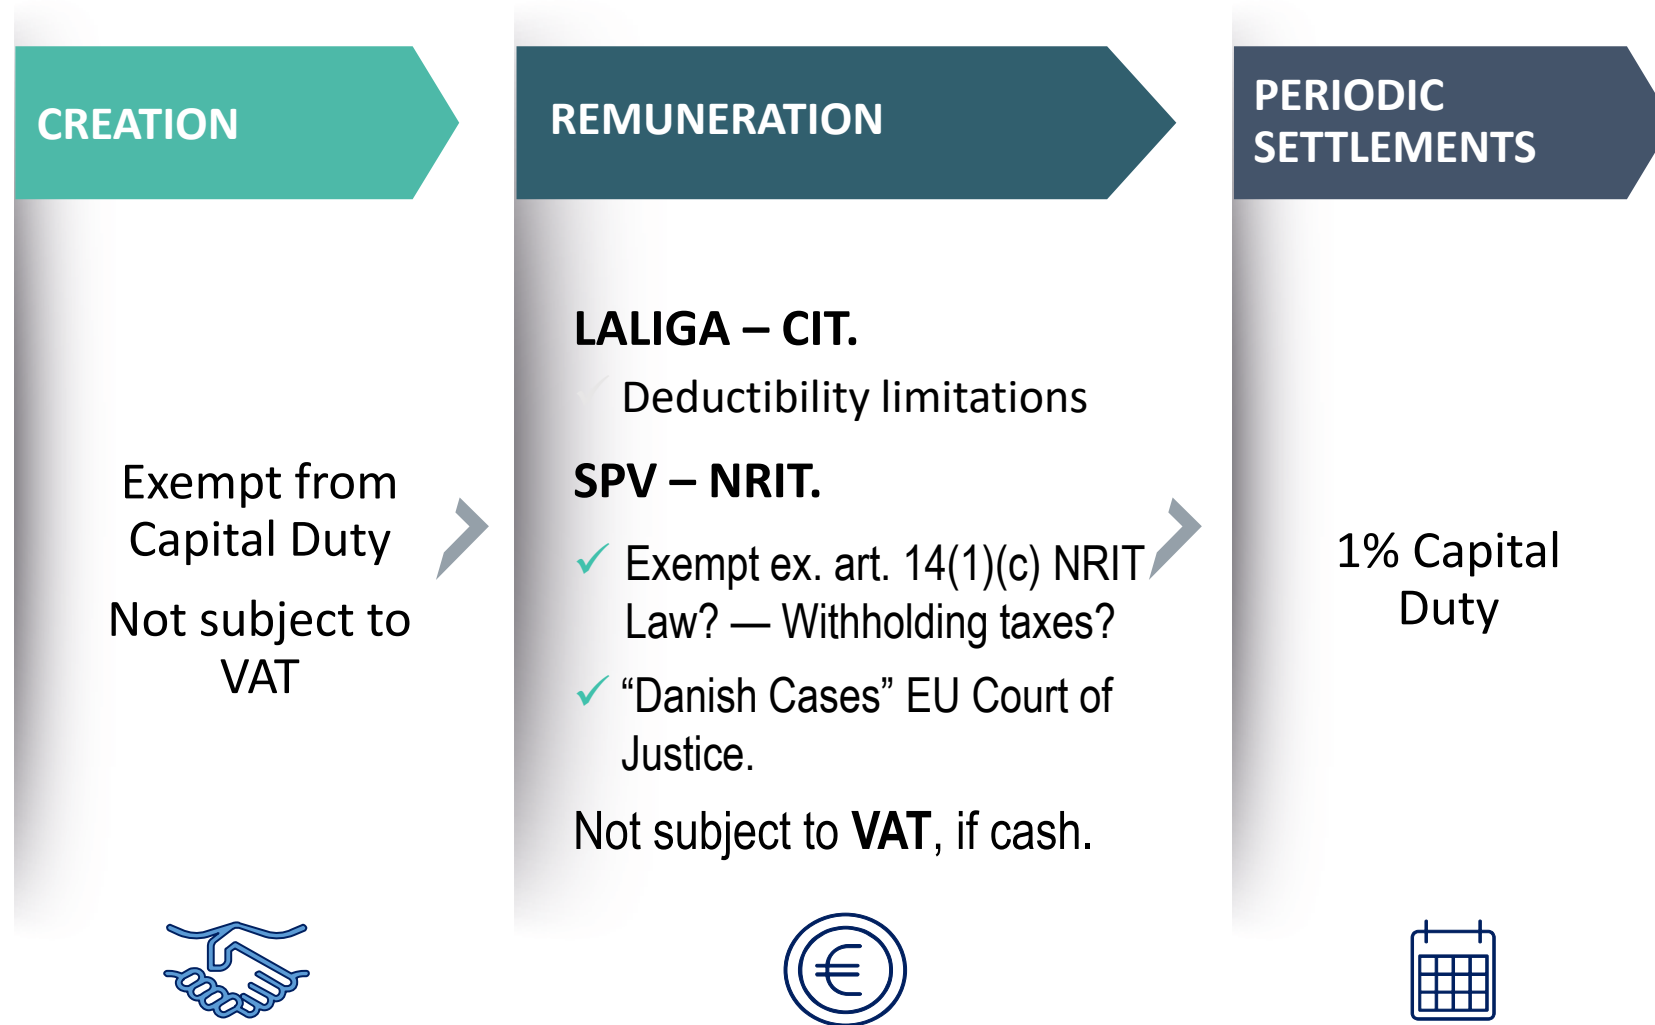 CREATION
Exempt from
Capital Duty
Not subject to
VAT
REMUNERATION
LALIGA – CIT.
Deductibility limitations
SPV – NRIT.
Exempt ex. art. 14(1)(c) NRIT
Law? — Withholding taxes?
“Danish Cases” EU Court of
Justice.
Not subject to VAT, if cash.
PERIODIC
SETTLEMENTS
1% Capital
Duty